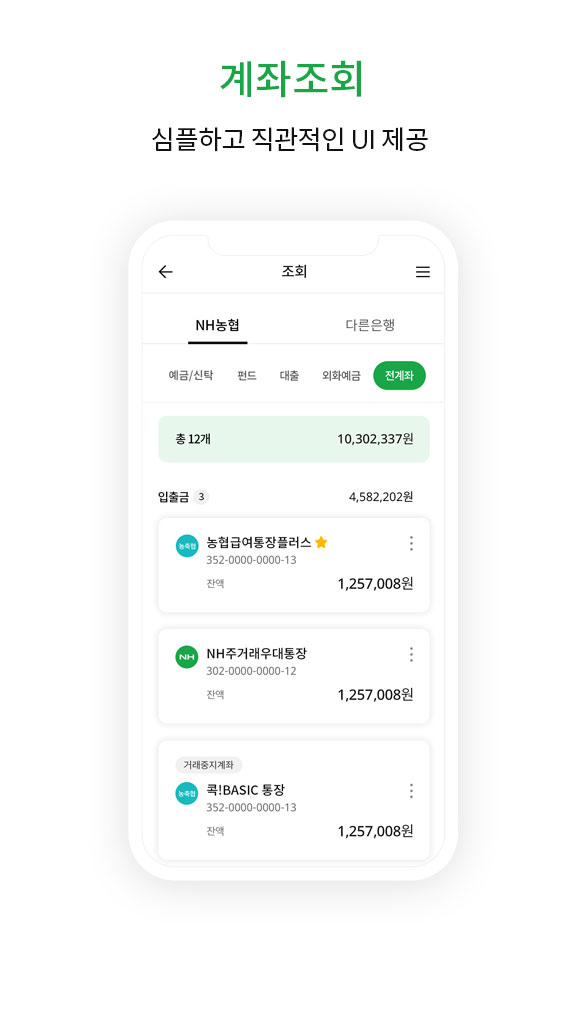 계좌조회
심플하고 직관적인 UI 제공
조회
NH농협 다른은행
예금/신탁 펀드 대출 외화예금 전계좌
총 12개 10,302,337원
입출금 3 4,582,202원
농축협 농협급여통장플러스
352-0000-0000-13
잔액 1,257,008원
NH NH주거래우대통장
302-0000-0000-12
잔액 1,257,008원
거래중지계좌
농축협 콕!BASIC 통장
352-0000-0000-13
잔액 1,257,008원